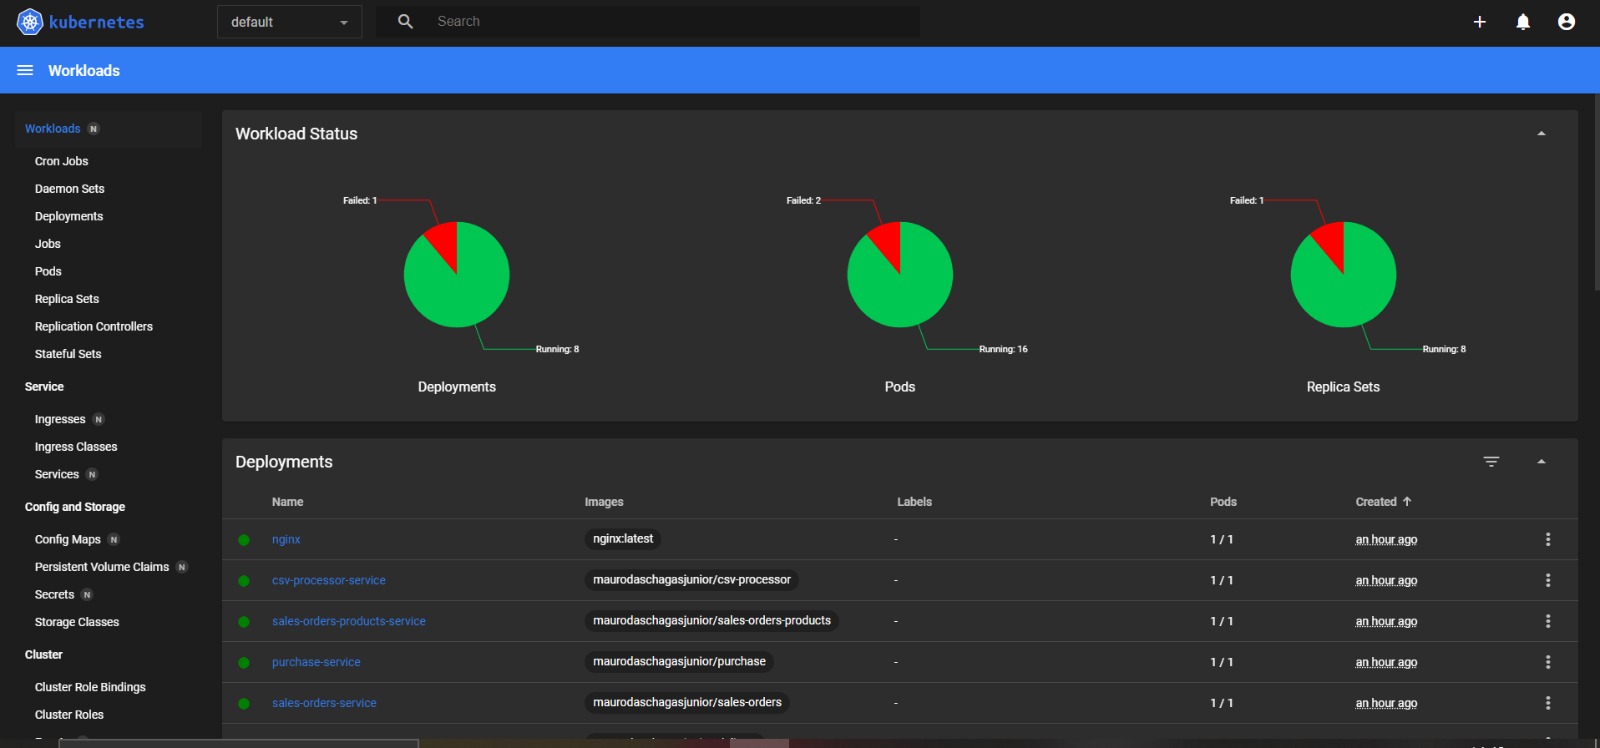 kubernetes
default
Search
Workloads
Workloads N
Cron Jobs
Daemon Sets
Deployments
Jobs
Pods
Replica Sets
Replication Controllers
Stateful Sets
Service
Ingresses N
Ingress Classes
Services N
Config and Storage
Config Maps N
Persistent Volume Claims N
Secrets N
Storage Classes
Cluster
Cluster Role Bindings
Cluster Roles
Workload Status
Failed: 1
Running: 8
Deployments
Failed: 2
Running: 16
Pods
Failed: 1
Running: 8
Replica Sets
Deployments
Name Images Labels Pods Created
nginx nginx:latest - 1 / 1 an hour ago
csv-processor-service maurodaschagasjunior/csv-processor - 1 / 1 an hour ago
sales-orders-products-service maurodaschagasjunior/sales-orders-products - 1 / 1 an hour ago
purchase-service maurodaschagasjunior/purchase - 1 / 1 an hour ago
sales-orders-service maurodaschagasjunior/sales-orders - 1 / 1 an hour ago